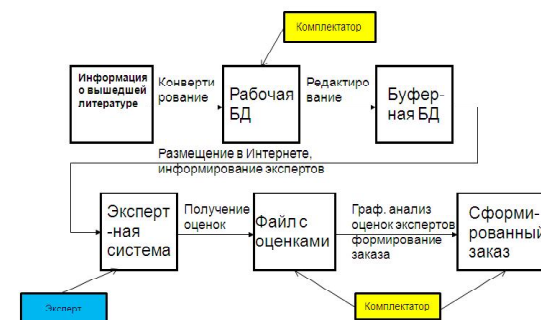 Комплектатор
Информация
о вышедшей
литературе
Конверти
рование
Рабочая
БД
Редактиро
вание
Буфер-
ная БД
Размещение в Интернете,
информирование экспертов
Эксперт
-ная
система
Получение
оценок
Файл с
оценками
Граф. анализ
оценок экспертов
формирование
заказа
Сформи-
рованный
заказ
Эксперт
Комплектатор